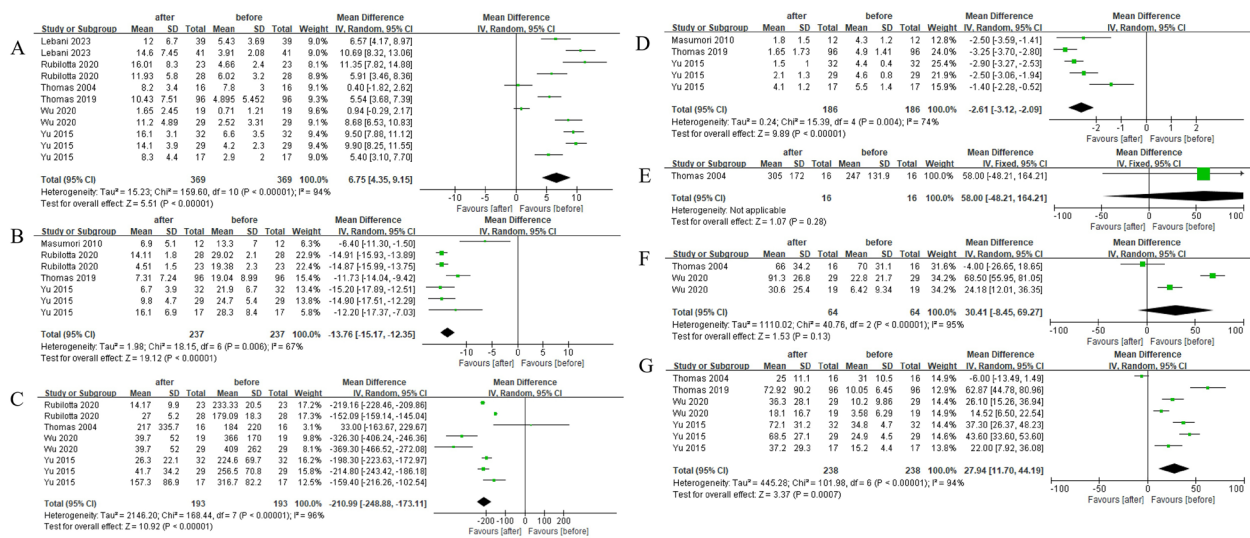 A
after before Mean Difference Mean Difference
Study or Subgroup Mean SD Total Mean SD Total Weight IV, Random, 95% CI IV, Random, 95% CI
Lebani 2023 12 6.7 39 5.43 3.69 39 9.0% 6.57 [4.17, 8.97]
Lebani 2023 14.6 7.45 41 3.91 2.08 41 9.0% 10.69 [8.32, 13.06]
Rubilotta 2020 16.01 8.3 23 4.66 2.4 23 8.2% 11.35 [7.82, 14.88]
Rubilotta 2020 11.93 5.8 28 6.02 3.2 28 9.0% 5.91 [3.46, 8.36]
Thomas 2004 8.2 3.4 16 7.8 3 16 9.1% 0.40 [-1.82, 2.62]
Thomas 2019 10.43 7.51 96 4.895 5.452 96 9.3% 5.54 [3.68, 7.39]
Wu 2020 1.65 2.45 19 0.71 1.21 19 9.6% 0.94 [-0.29, 2.17]
Wu 2020 11.2 4.89 29 2.52 3.31 29 9.1% 8.68 [6.53, 10.83]
Yu 2015 16.1 3.1 32 6.6 3.5 32 9.4% 9.50 [7.88, 11.12]
Yu 2015 14.1 3.9 29 4.2 2.3 29 9.4% 9.90 [8.25, 11.55]
Yu 2015 8.3 4.4 17 2.9 2 17 9.0% 5.40 [3.10, 7.70]
Total (95% CI) 369 369 100.0% 6.75 [4.35, 9.15]
Heterogeneity: Tau² = 15.23; Chi² = 159.60, df = 10 (P < 0.00001); I² = 94%
Test for overall effect: Z = 5.51 (P < 0.00001)
-10 -5 0 5 10
Favours [after] Favours [before]
B
after before Mean Difference Mean Difference
Study or Subgroup Mean SD Total Mean SD Total Weight IV, Random, 95% CI IV, Random, 95% CI
Masumori 2010 6.9 5.1 12 13.3 7 12 6.3% -6.40 [-11.30, -1.50]
Rubilotta 2020 14.11 1.8 28 29.02 2.1 28 22.9% -14.91 [-15.93, -13.89]
Rubilotta 2020 4.51 1.5 23 19.38 2.3 23 22.5% -14.87 [-15.99, -13.75]
Thomas 2019 7.31 7.24 96 19.04 8.99 96 15.4% -11.73 [-14.04, -9.42]
Yu 2015 6.7 3.9 32 21.9 6.7 32 13.3% -15.20 [-17.89, -12.51]
Yu 2015 9.8 4.7 29 24.7 5.4 29 13.8% -14.90 [-17.51, -12.29]
Yu 2015 16.1 6.9 17 28.3 8.4 17 5.8% -12.20 [-17.37, -7.03]
Total (95% CI) 237 237 100.0% -13.76 [-15.17, -12.35]
Heterogeneity: Tau² = 1.98; Chi² = 18.15, df = 6 (P = 0.006); I² = 67%
Test for overall effect: Z = 19.12 (P < 0.00001)
-10 -5 0 5 10
Favours [after] Favours [before]
C
after before Mean Difference Mean Difference
Study or Subgroup Mean SD Total Mean SD Total Weight IV, Random, 95% CI IV, Random, 95% CI
Rubilotta 2020 14.17 9.9 23 233.33 20.5 23 17.2% -219.16 [-228.46, -209.86]
Rubilotta 2020 27 5.2 28 179.09 18.3 28 17.3% -152.09 [-159.14, -145.04]
Thomas 2004 217 335.7 16 184 220 16 3.0% 33.00 [-163.67, 229.67]
Wu 2020 39.7 52 19 366 170 19 9.9% -326.30 [-406.24, -246.36]
Wu 2020 39.7 52 29 409 262 29 8.1% -369.30 [-466.52, -272.08]
Yu 2015 26.3 22.1 32 224.6 69.7 32 16.2% -198.30 [-223.63, -172.97]
Yu 2015 41.7 34.2 29 256.5 70.8 29 15.8% -214.80 [-243.42, -186.18]
Yu 2015 157.3 86.9 17 316.7 82.2 17 12.5% -159.40 [-216.26, -102.54]
Total (95% CI) 193 193 100.0% -210.99 [-248.88, -173.11]
Heterogeneity: Tau² = 2146.20; Chi² = 168.44, df = 7 (P < 0.00001); I² = 96%
Test for overall effect: Z = 10.92 (P < 0.00001)
-200 -100 0 100 200
Favours [after] Favours [before]
D
after before Mean Difference Mean Difference
Study or Subgroup Mean SD Total Mean SD Total Weight IV, Random, 95% CI IV, Random, 95% CI
Masumori 2010 1.8 1.5 12 4.3 1.2 12 12.8% -2.50 [-3.59, -1.41]
Thomas 2019 1.65 1.73 96 4.9 1.41 96 25.7% -3.25 [-3.70, -2.80]
Yu 2015 1.5 1 32 4.4 0.4 32 27.5% -2.90 [-3.27, -2.53]
Yu 2015 2.1 1.3 29 4.6 0.8 29 23.0% -2.50 [-3.06, -1.94]
Yu 2015 4.1 1.2 17 5.5 1.4 17 16.0% -1.40 [-2.28, -0.52]
Total (95% CI) 186 186 100.0% -2.61 [-3.12, -2.09]
Heterogeneity: Tau² = 0.24; Chi² = 15.39, df = 4 (P = 0.004); I² = 74%
Test for overall effect: Z = 9.89 (P < 0.00001)
-2 -1 0 1 2
Favours [after] Favours [before]
E
after before Mean Difference Mean Difference
Study or Subgroup Mean SD Total Mean SD Total Weight IV, Fixed, 95% CI IV, Fixed, 95% CI
Thomas 2004 305 172 16 247 131.9 16 100.0% 58.00 [-48.21, 164.21]
Total (95% CI) 16 16 100.0% 58.00 [-48.21, 164.21]
Heterogeneity: Not applicable
Test for overall effect: Z = 1.07 (P = 0.28)
-100 -50 0 50 100
Favours [after] Favours [before]
F
after before Mean Difference Mean Difference
Study or Subgroup Mean SD Total Mean SD Total Weight IV, Random, 95% CI IV, Random, 95% CI
Thomas 2004 66 34.2 16 70 31.1 16 31.6% -4.00 [-26.65, 18.65]
Wu 2020 91.3 26.8 29 22.8 21.7 29 34.2% 68.50 [55.95, 81.05]
Wu 2020 30.6 25.4 19 6.42 9.34 19 34.2% 24.18 [12.01, 36.35]
Total (95% CI) 64 64 100.0% 30.41 [-8.45, 69.27]
Heterogeneity: Tau² = 1110.02; Chi² = 40.76, df = 2 (P < 0.00001); I² = 95%
Test for overall effect: Z = 1.53 (P = 0.13)
-50 0 50
Favours [after] Favours [before]
G
after before Mean Difference Mean Difference
Study or Subgroup Mean SD Total Mean SD Total Weight IV, Random, 95% CI IV, Random, 95% CI
Thomas 2004 25 11.1 16 31 10.5 16 14.9% -6.00 [-13.49, 1.49]
Thomas 2019 72.92 90.2 96 10.05 6.45 96 12.9% 62.87 [44.78, 80.96]
Wu 2020 36.3 28.1 29 10.2 9.86 29 14.4% 26.10 [15.26, 36.94]
Wu 2020 18.1 16.7 19 3.58 6.29 19 14.8% 14.52 [6.50, 22.54]
Yu 2015 72.1 31.2 32 34.8 4.7 32 14.4% 37.30 [26.37, 48.23]
Yu 2015 68.5 27.1 29 24.9 4.5 29 14.5% 43.60 [33.60, 53.60]
Yu 2015 37.2 29.3 17 15.2 4.4 17 13.7% 22.00 [7.92, 36.08]
Total (95% CI) 238 238 100.0% 27.94 [11.70, 44.19]
Heterogeneity: Tau² = 445.28; Chi² = 101.98, df = 6 (P < 0.00001); I² = 94%
Test for overall effect: Z = 3.37 (P = 0.0007)
-50 -25 0 25 50
Favours [after] Favours [before]